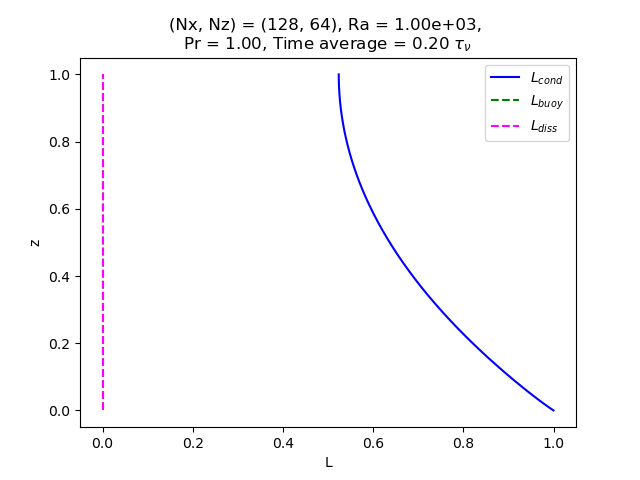 (Nx, Nz) = (128, 64), Ra = 1.00e+03,
Pr = 1.00, Time average = 0.20 τν
L_cond
L_buoy
L_diss
1.0
0.8
0.6
0.4
0.2
0.0
z
0.0 0.2 0.4 0.6 0.8 1.0
L